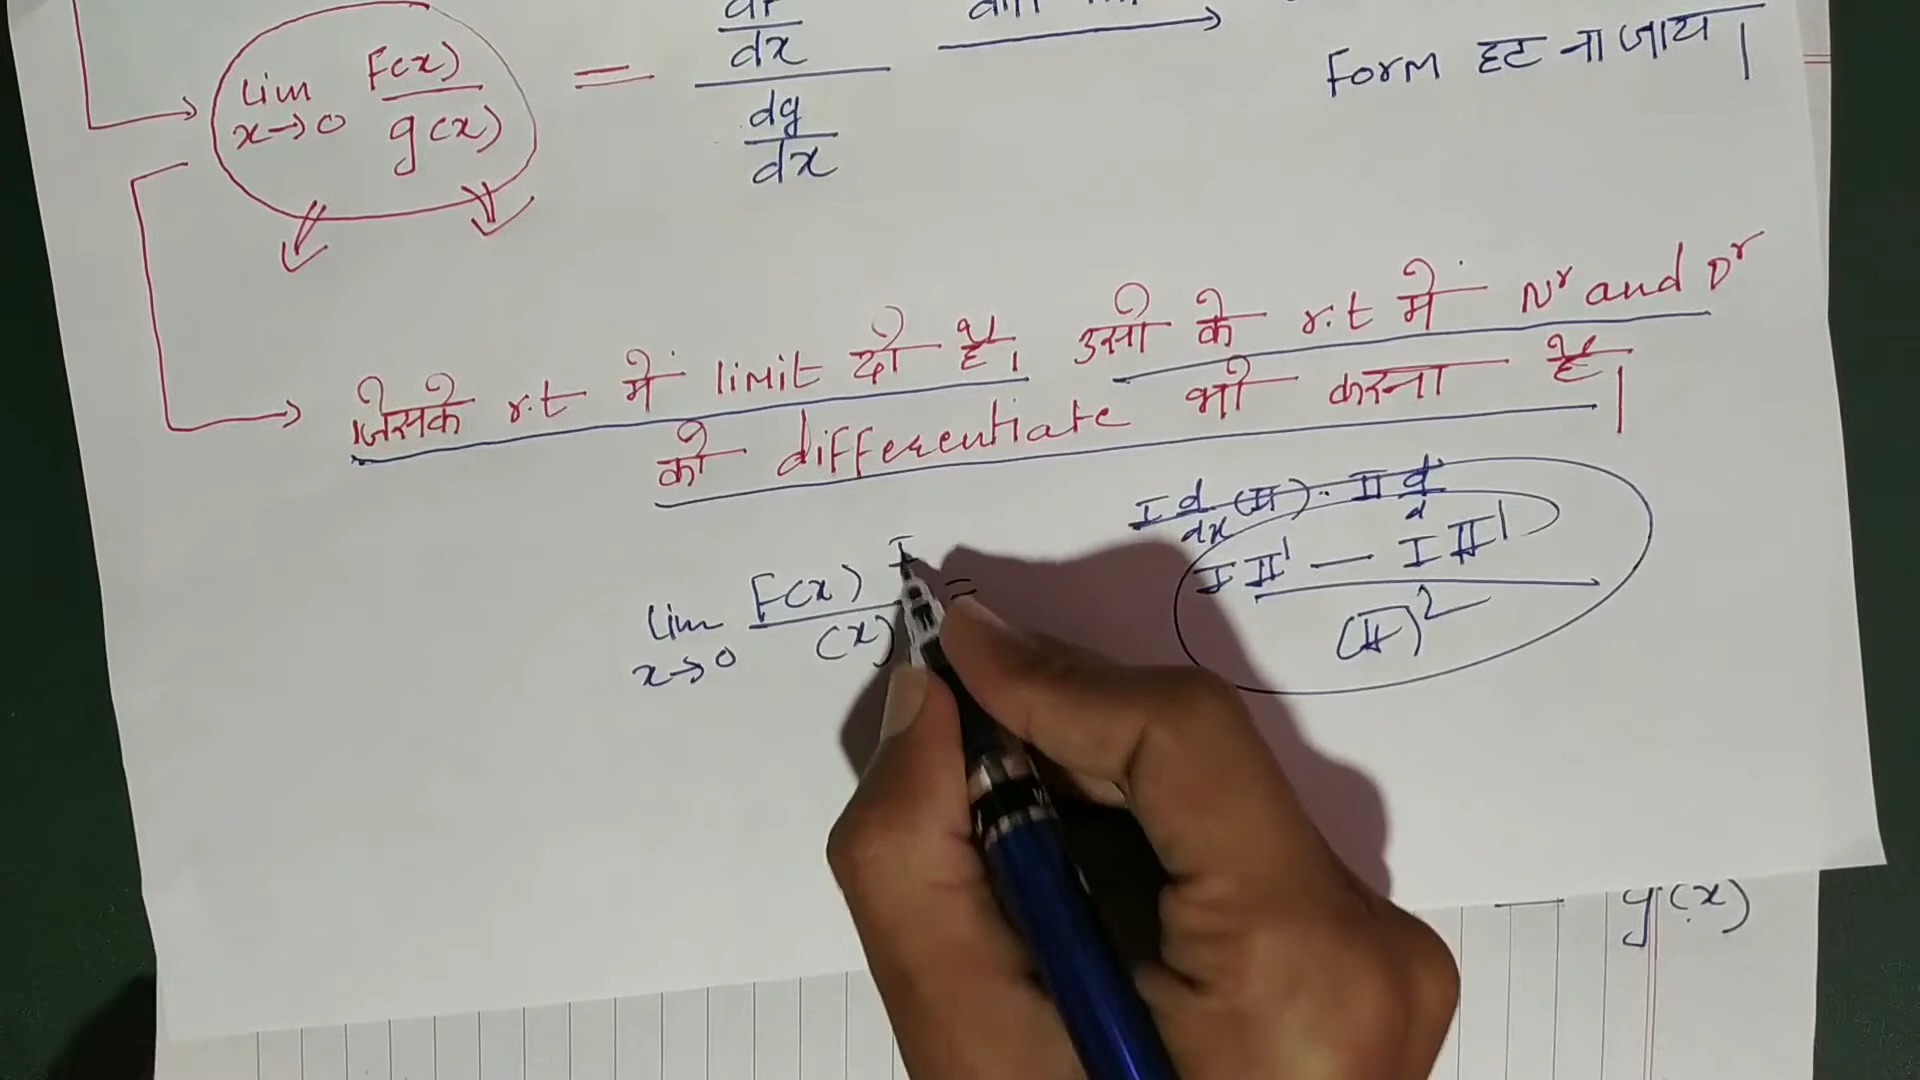 lim F(x) = dF
x→0 g(x) dx
dg
dx
Form हट ना जाय।
जिसके r.t में limit दी है। उसी के r.t में Nʳ and Dʳ
को differentiate भी करना है।
I d/dx (II) . II d/d
lim F(x) I =
x→0 (x)
I II' — I II'
(II)²
g(x)